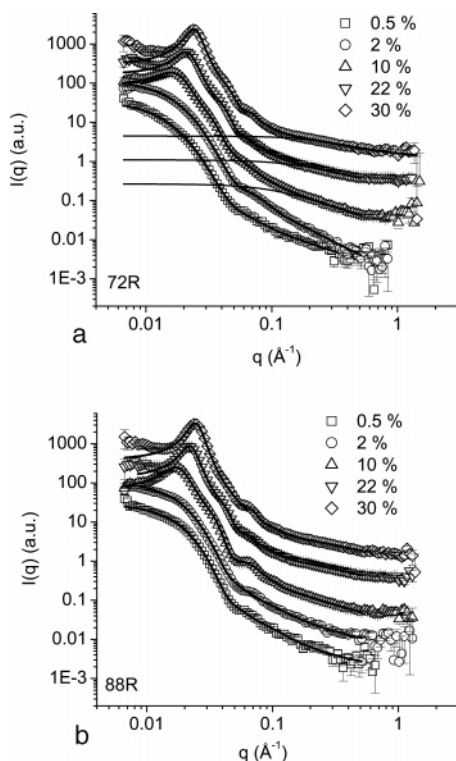 1000
100
10
1
0.1
0.01
1E-3
I(q) (a.u.)
0.5 %
2 %
10 %
22 %
30 %
72R
0.01
0.1
1
q (Å⁻¹)
a
1000
100
10
1
0.1
0.01
1E-3
I(q) (a.u.)
0.5 %
2 %
10 %
22 %
30 %
88R
0.01
0.1
1
q (Å⁻¹)
b